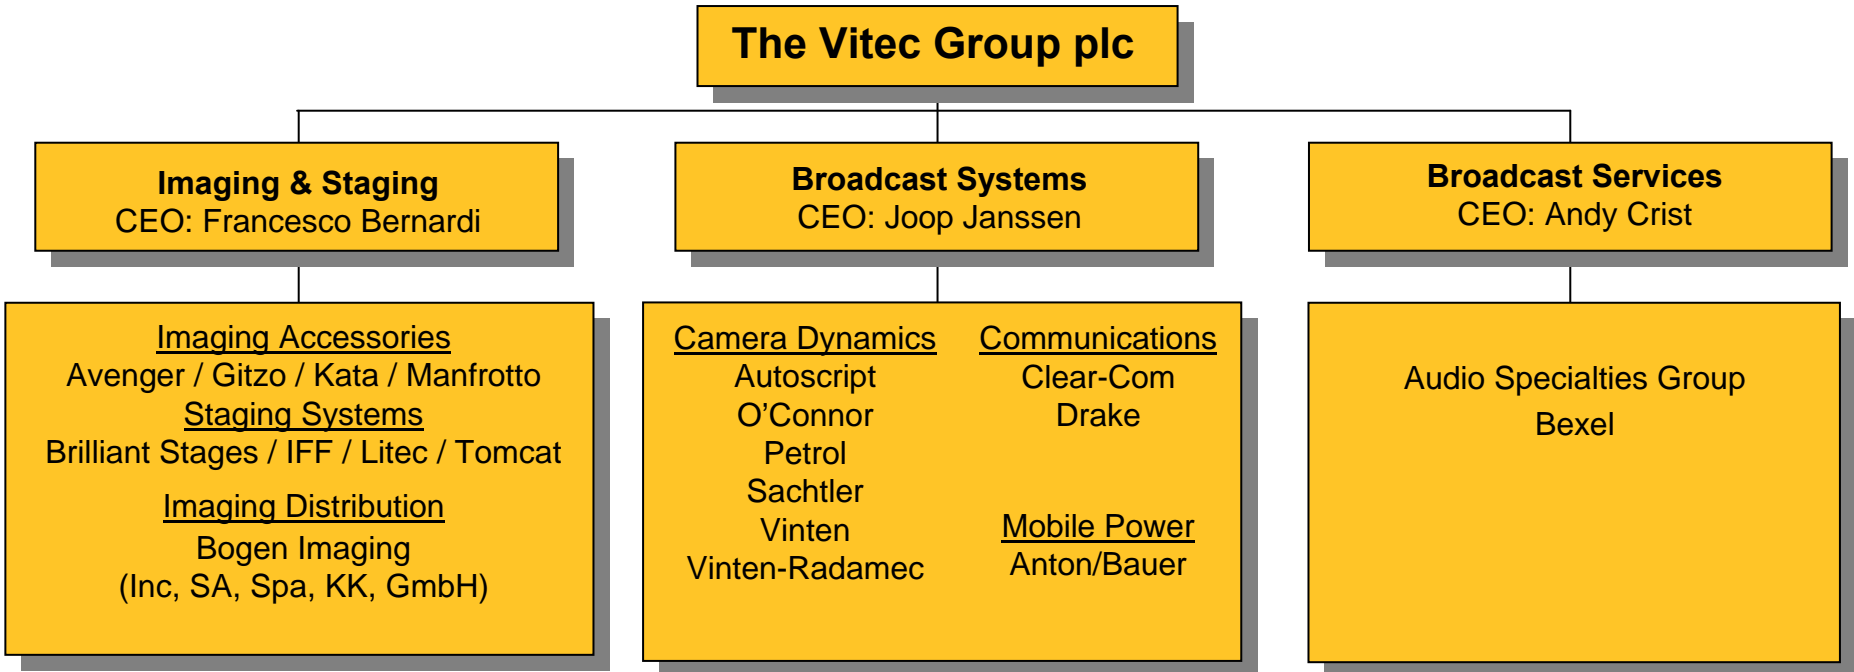 The Vitec Group plc
Imaging & Staging
CEO: Francesco Bernardi
Broadcast Systems
CEO: Joop Janssen
Broadcast Services
CEO: Andy Crist
Imaging Accessories
Avenger / Gitzo / Kata / Manfrotto
Staging Systems
Brilliant Stages / IFF / Litec / Tomcat
Imaging Distribution
Bogen Imaging
(Inc, SA, Spa, KK, GmbH)
Camera Dynamics
Autoscript
O’Connor
Petrol
Sachtler
Vinten
Vinten-Radamec
Communications
Clear-Com
Drake
Mobile Power
Anton/Bauer
Audio Specialties Group
Bexel